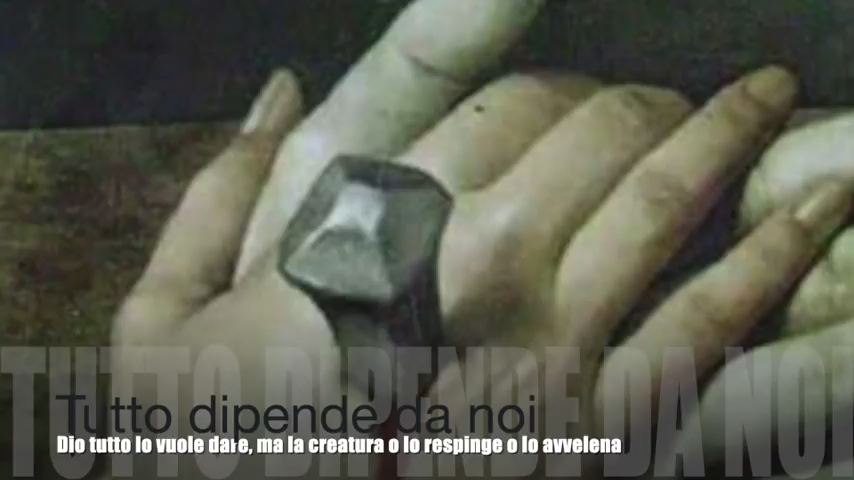 TUTTO DIPENDE DA NOI
Tutto dipende da noi
Dio tutto lo vuole dare, ma la creatura o lo respinge o lo avvelena